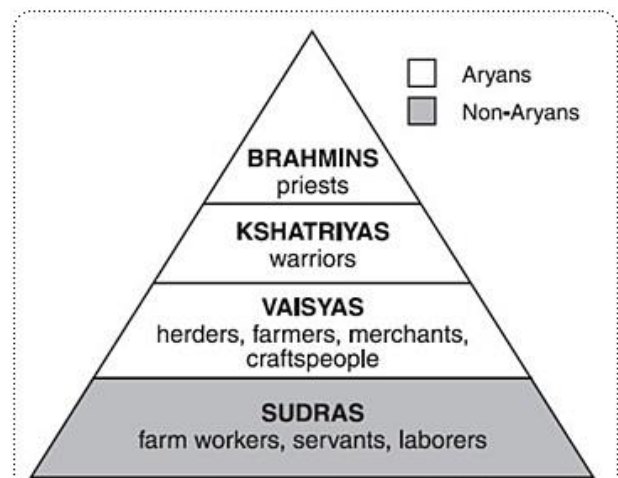 Aryans
Non-Aryans
BRAHMINS
priests
KSHATRIYAS
warriors
VAISYAS
herders, farmers, merchants,
craftspeople
SUDRAS
farm workers, servants, laborers